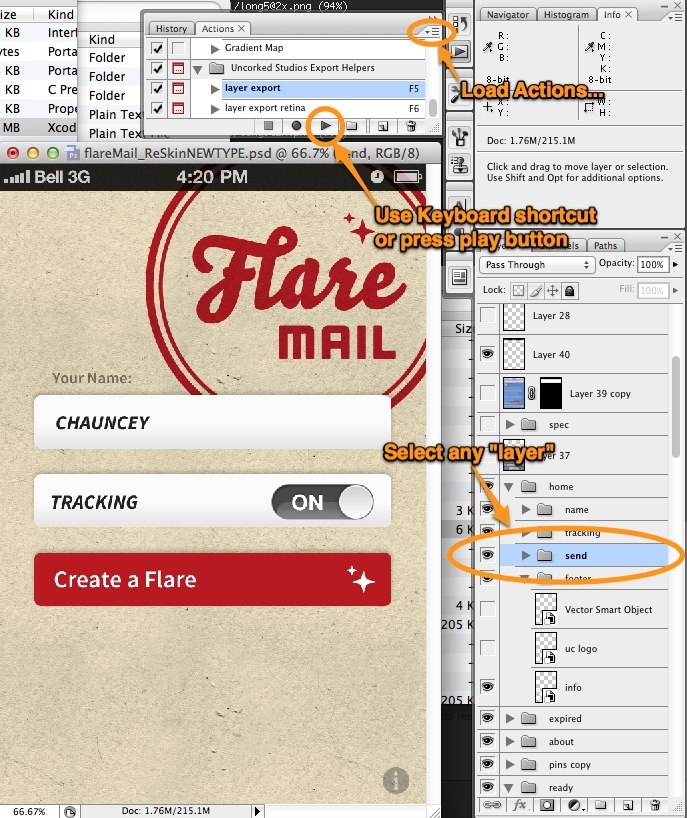 /long5@2x.png (94%)
size
Kind
KB
Interf
ytes
Porta
KB
Porta
KB
C Pre
KB
Prope
MB
Xcod
Kind
Folder
Folder
Folder
Plain Text
Plain Text File
History
Actions ×
Gradient Map
Uncorked Studios Export Helpers
layer export F5
layer export retina F6
Load Actions...
Navigator
Histogram
Info ×
R:
G:
B:
C:
M:
Y:
K:
8-bit
8-bit
X:
Y:
W:
H:
Doc: 1.76M/215.1M
Click and drag to move layer or selection.
Use Shift and Opt for additional options.
flareMail_ReSkinNEWTYPE.psd @ 66.7% (send, RGB/8)
Bell 3G
4:20 PM
Use Keyboard shortcut
or press play button
Flare
MAIL
Your Name:
CHAUNCEY
TRACKING
ON
Create a Flare
66.67%
Doc: 1.76M/215.1M
Siz
3 K
6 K
4 K
205 K
205 K
Paths
Pass Through
Opacity: 100%
Lock:
Fill: 100%
Layer 28
Layer 40
Layer 39 copy
spec
Select any "layer"
37
home
name
tracking
send
footer
Vector Smart Object
uc logo
info
expired
about
pins copy
ready
fx